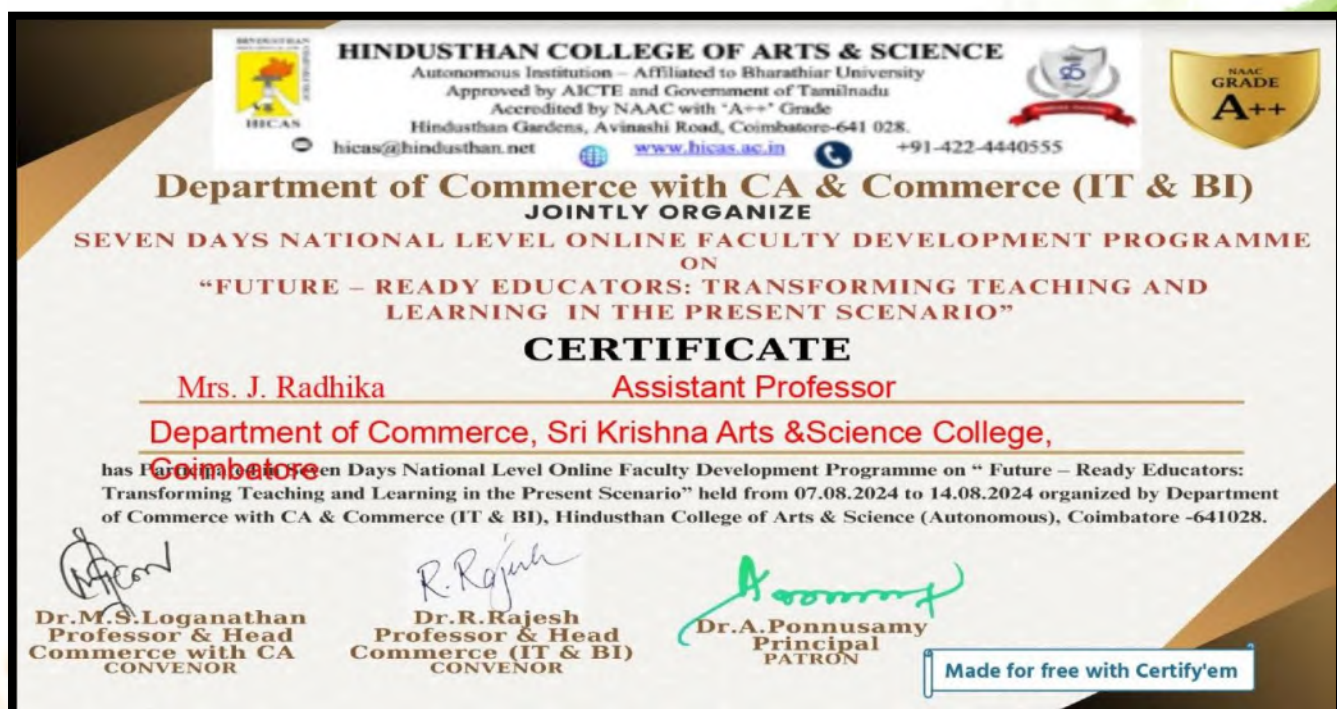 HINDUSTHAN COLLEGE OF ARTS & SCIENCE
Autonomous Institution – Affiliated to Bharathiar University
Approved by AICTE and Government of Tamilnadu
Accredited by NAAC with "A++" Grade
Hindusthan Gardens, Avinashi Road, Coimbatore-641 028.
HICAS
hicas@hindusthan.net www.hicas.ac.in +91-422-4440555
25
NAAC
GRADE
A++
Department of Commerce with CA & Commerce (IT & BI)
JOINTLY ORGANIZE
SEVEN DAYS NATIONAL LEVEL ONLINE FACULTY DEVELOPMENT PROGRAMME
ON
“FUTURE – READY EDUCATORS: TRANSFORMING TEACHING AND
LEARNING IN THE PRESENT SCENARIO”
CERTIFICATE
Mrs. J. Radhika Assistant Professor
Department of Commerce, Sri Krishna Arts &Science College,
Coimbatore
has Participated in Seven Days National Level Online Faculty Development Programme on “ Future – Ready Educators:
Transforming Teaching and Learning in the Present Scenario” held from 07.08.2024 to 14.08.2024 organized by Department
of Commerce with CA & Commerce (IT & BI), Hindusthan College of Arts & Science (Autonomous), Coimbatore -641028.
R. Rajesh
Dr.M.S.Loganathan
Professor & Head
Commerce with CA
CONVENOR
Dr.R.Rajesh
Professor & Head
Commerce (IT & BI)
CONVENOR
Dr.A.Ponnusamy
Principal
PATRON
Made for free with Certify'em